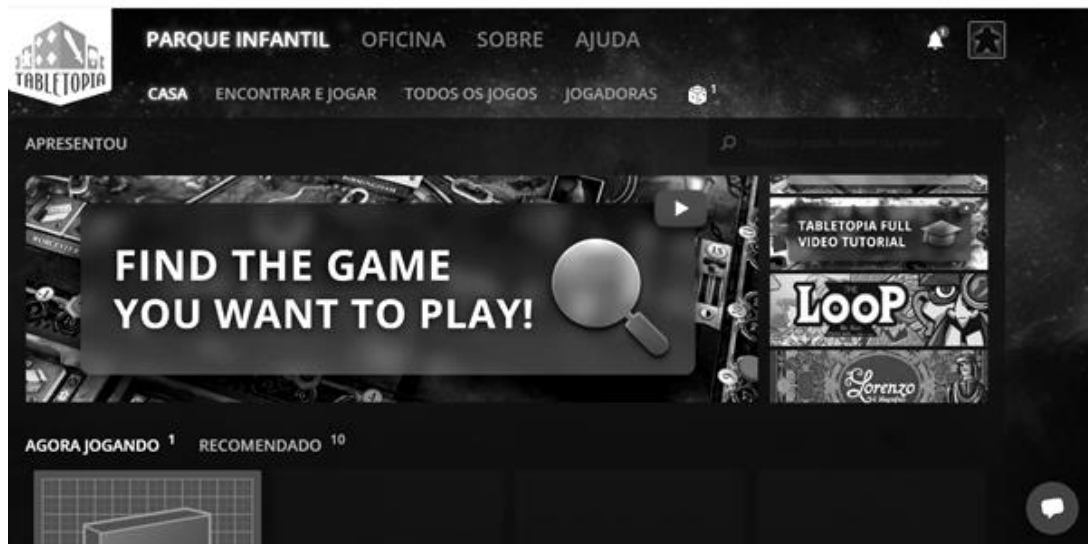 TABLETOPIA
PARQUE INFANTIL OFICINA SOBRE AJUDA
CASA ENCONTRAR E JOGAR TODOS OS JOGOS JOGADORAS 1
APRESENTOU
FIND THE GAME
YOU WANT TO PLAY!
TABLETOPIA FULL
VIDEO TUTORIAL
LOOP
Lorenzo
AGORA JOGANDO 1 RECOMENDADO 10